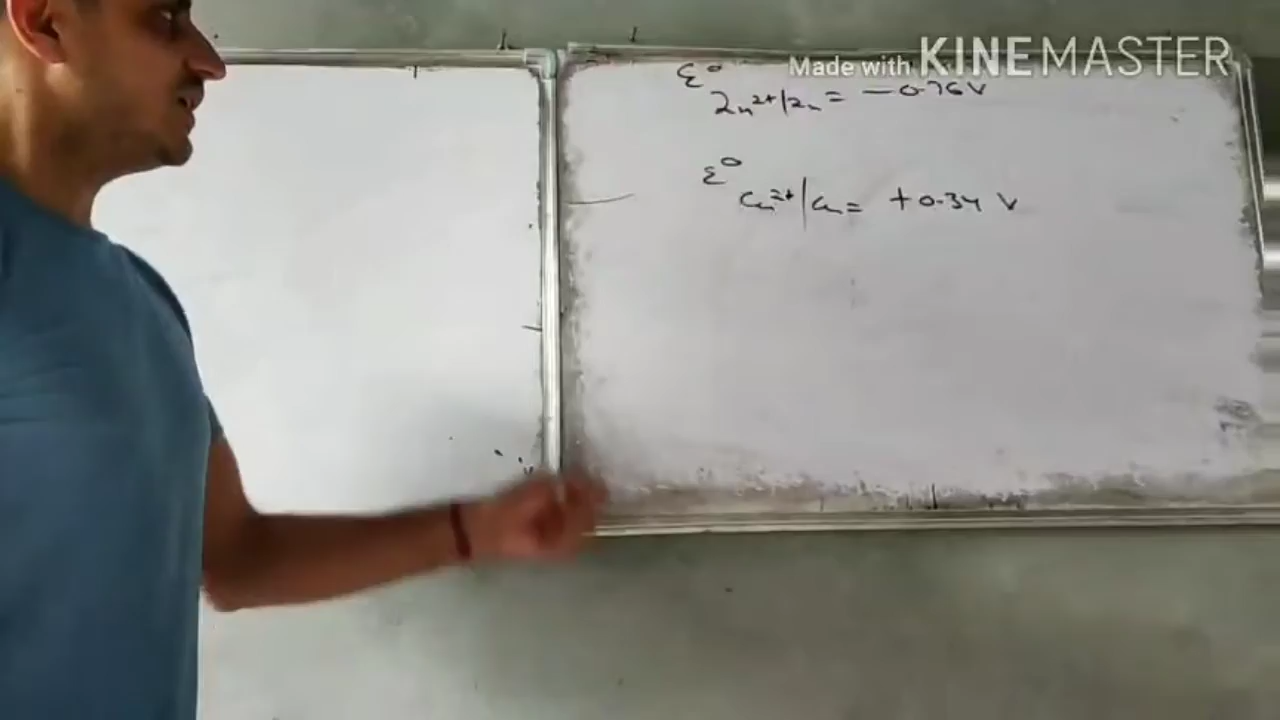 Made with KINEMASTER
ε° Zn²⁺/Zn = −0.76V
ε° Cu²⁺/Cu = +0.34 V